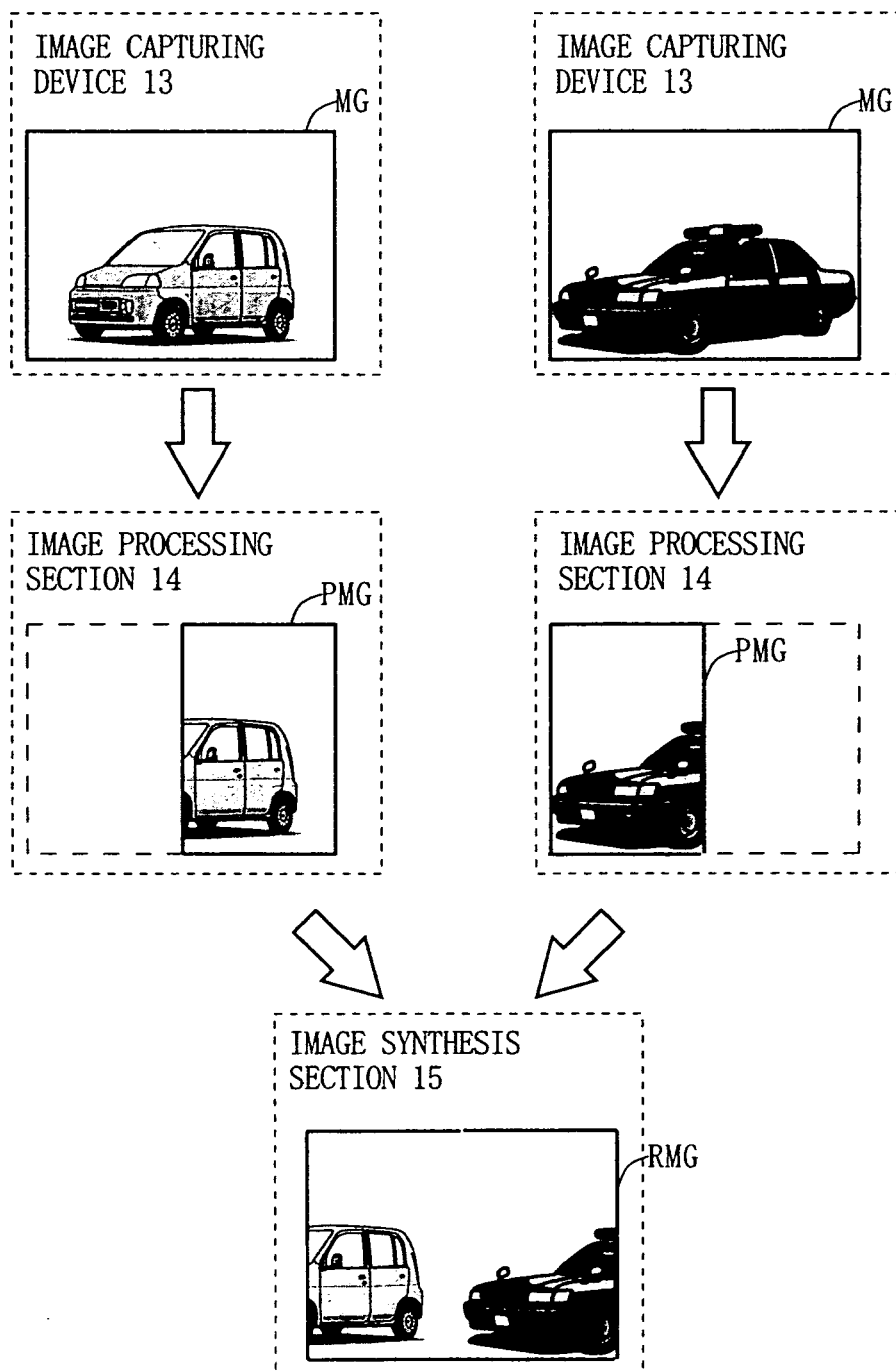 IMAGE CAPTURING
DEVICE 13
MG
IMAGE CAPTURING
DEVICE 13
MG
IMAGE PROCESSING
SECTION 14
PMG
IMAGE PROCESSING
SECTION 14
PMG
IMAGE SYNTHESIS
SECTION 15
RMG